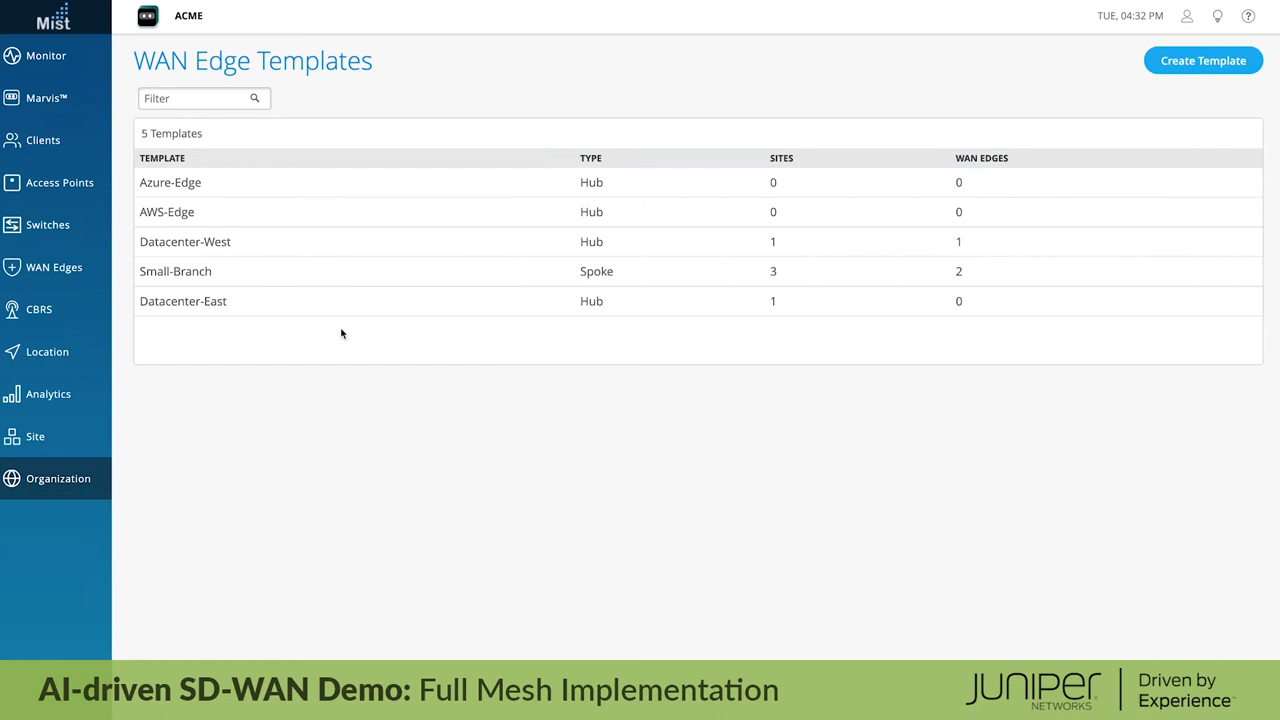 Mist
ACME
TUE, 04:32 PM
Monitor
Marvis™
Clients
Access Points
Switches
WAN Edges
CBRS
Location
Analytics
Site
Organization
WAN Edge Templates
Create Template
Filter
5 Templates
TEMPLATE TYPE SITES WAN EDGES
Azure-Edge Hub 0 0
AWS-Edge Hub 0 0
Datacenter-West Hub 1 1
Small-Branch Spoke 3 2
Datacenter-East Hub 1 0
AI-driven SD-WAN Demo: Full Mesh Implementation
JUNIPER
NETWORKS
Driven by
Experience™